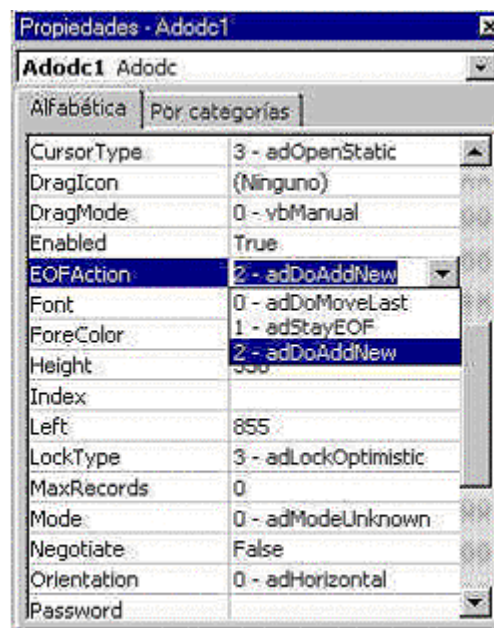 Propiedades - Adodc1
Adodc1 Adodc
Alfabética Por categorías
CursorType 3 - adOpenStatic
DragIcon (Ninguno)
DragMode 0 - vbManual
Enabled True
EOFAction 2 - adDoAddNew
Font 0 - adDoMoveLast
ForeColor 1 - adStayEOF
2 - adDoAddNew
Height
Index
Left 855
LockType 3 - adLockOptimistic
MaxRecords 0
Mode 0 - adModeUnknown
Negotiate False
Orientation 0 - adHorizontal
Password